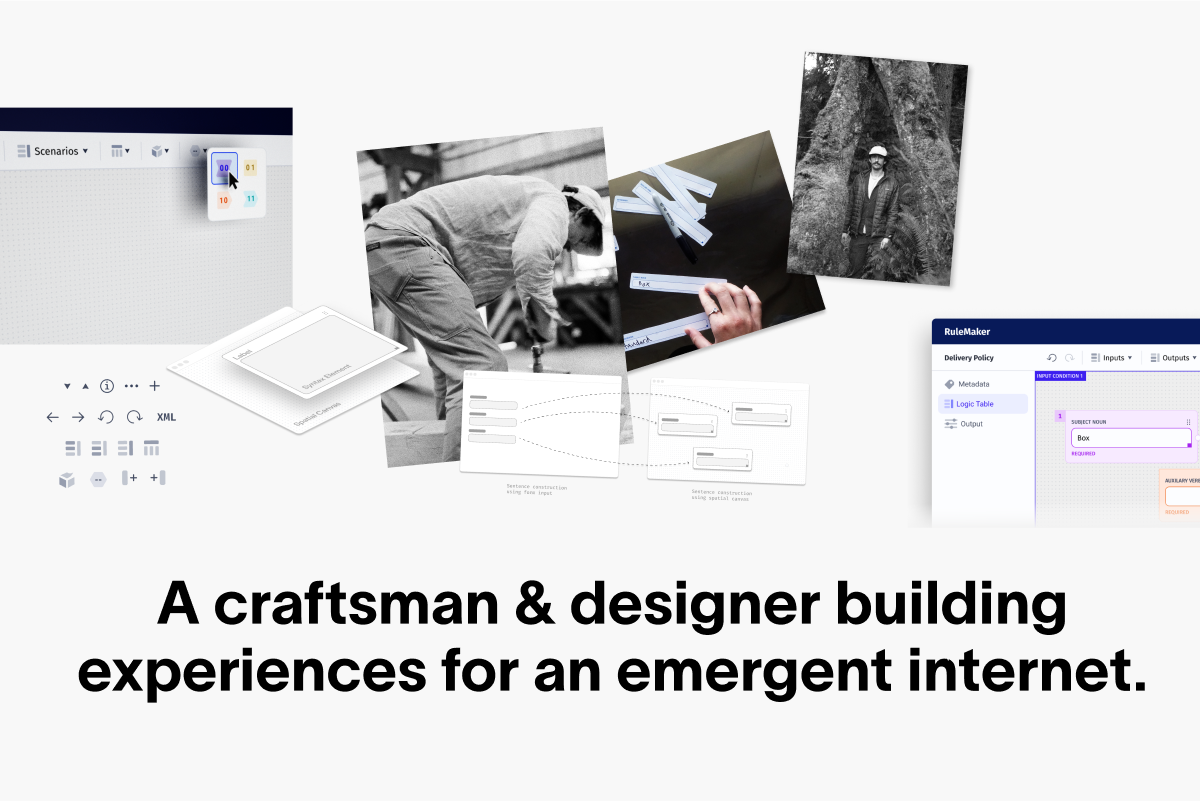 Scenarios
00
01
10
11
Label
Syntax Element
Spatial Canvas
XML
Box
Sentence construction
using form input
Sentence construction
using spatial canvas
RuleMaker
Delivery Policy
Inputs
Outputs
Metadata
Logic Table
Output
INPUT CONDITION 1
1
SUBJECT NOUN
Box
REQUIRED
AUXILARY VERB
REQUIRED
A craftsman & designer building
experiences for an emergent internet.